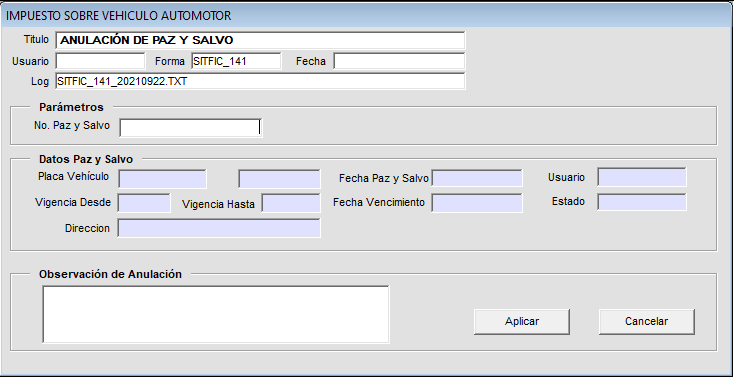 IMPUESTO SOBRE VEHICULO AUTOMOTOR
Titulo ANULACIÓN DE PAZ Y SALVO
Usuario Forma SITFIC_141 Fecha
Log SITFIC_141_20210922.TXT
Parámetros
No. Paz y Salvo
Datos Paz y Salvo
Placa Vehículo Fecha Paz y Salvo Usuario
Vigencia Desde Vigencia Hasta Fecha Vencimiento Estado
Direccion
Observación de Anulación
Aplicar Cancelar